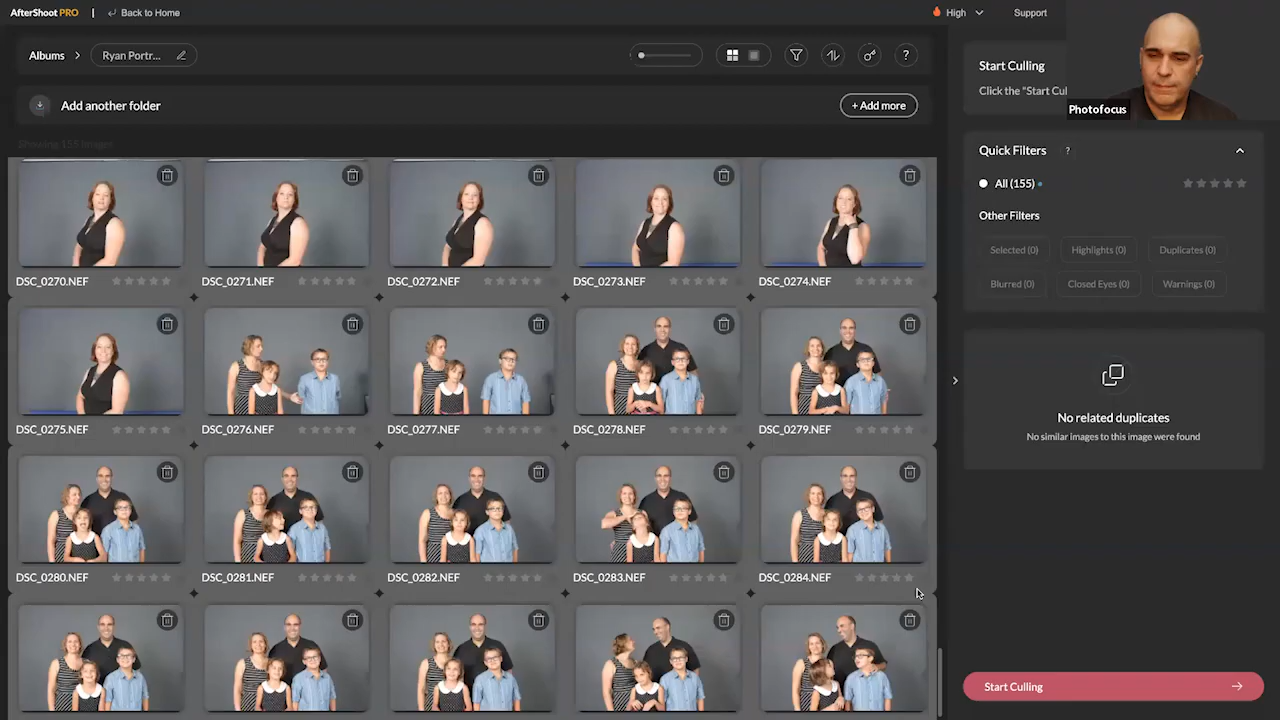 AfterShoot PRO | Back to Home High Support
Albums Ryan Portr... ?
Add another folder + Add more
Showing 155 images
Start Culling
Click the "Start Cul
Photofocus
Quick Filters ?
All (155)
Other Filters
Selected (0) Highlights (0) Duplicates (0)
Blurred (0) Closed Eyes (0) Warnings (0)
DSC_0270.NEF DSC_0271.NEF DSC_0272.NEF DSC_0273.NEF DSC_0274.NEF
DSC_0275.NEF DSC_0276.NEF DSC_0277.NEF DSC_0278.NEF DSC_0279.NEF
DSC_0280.NEF DSC_0281.NEF DSC_0282.NEF DSC_0283.NEF DSC_0284.NEF
No related duplicates
No similar images to this image were found
Start Culling